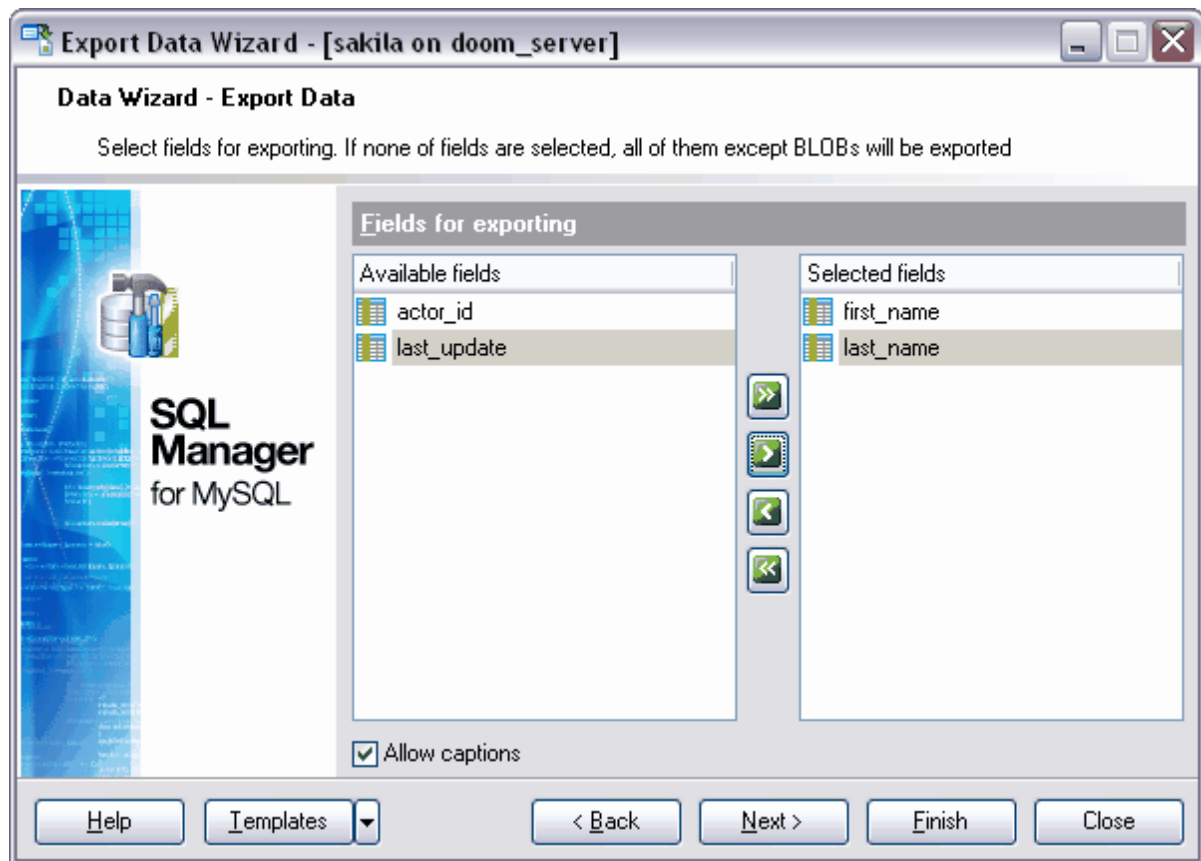 Export Data Wizard - [sakila on doom_server]
Data Wizard - Export Data
Select fields for exporting. If none of fields are selected, all of them except BLOBs will be exported
SQL
Manager
for MySQL
Fields for exporting
Available fields
actor_id
last_update
Selected fields
first_name
last_name
Allow captions
Help
Templates
< Back
Next >
Finish
Close